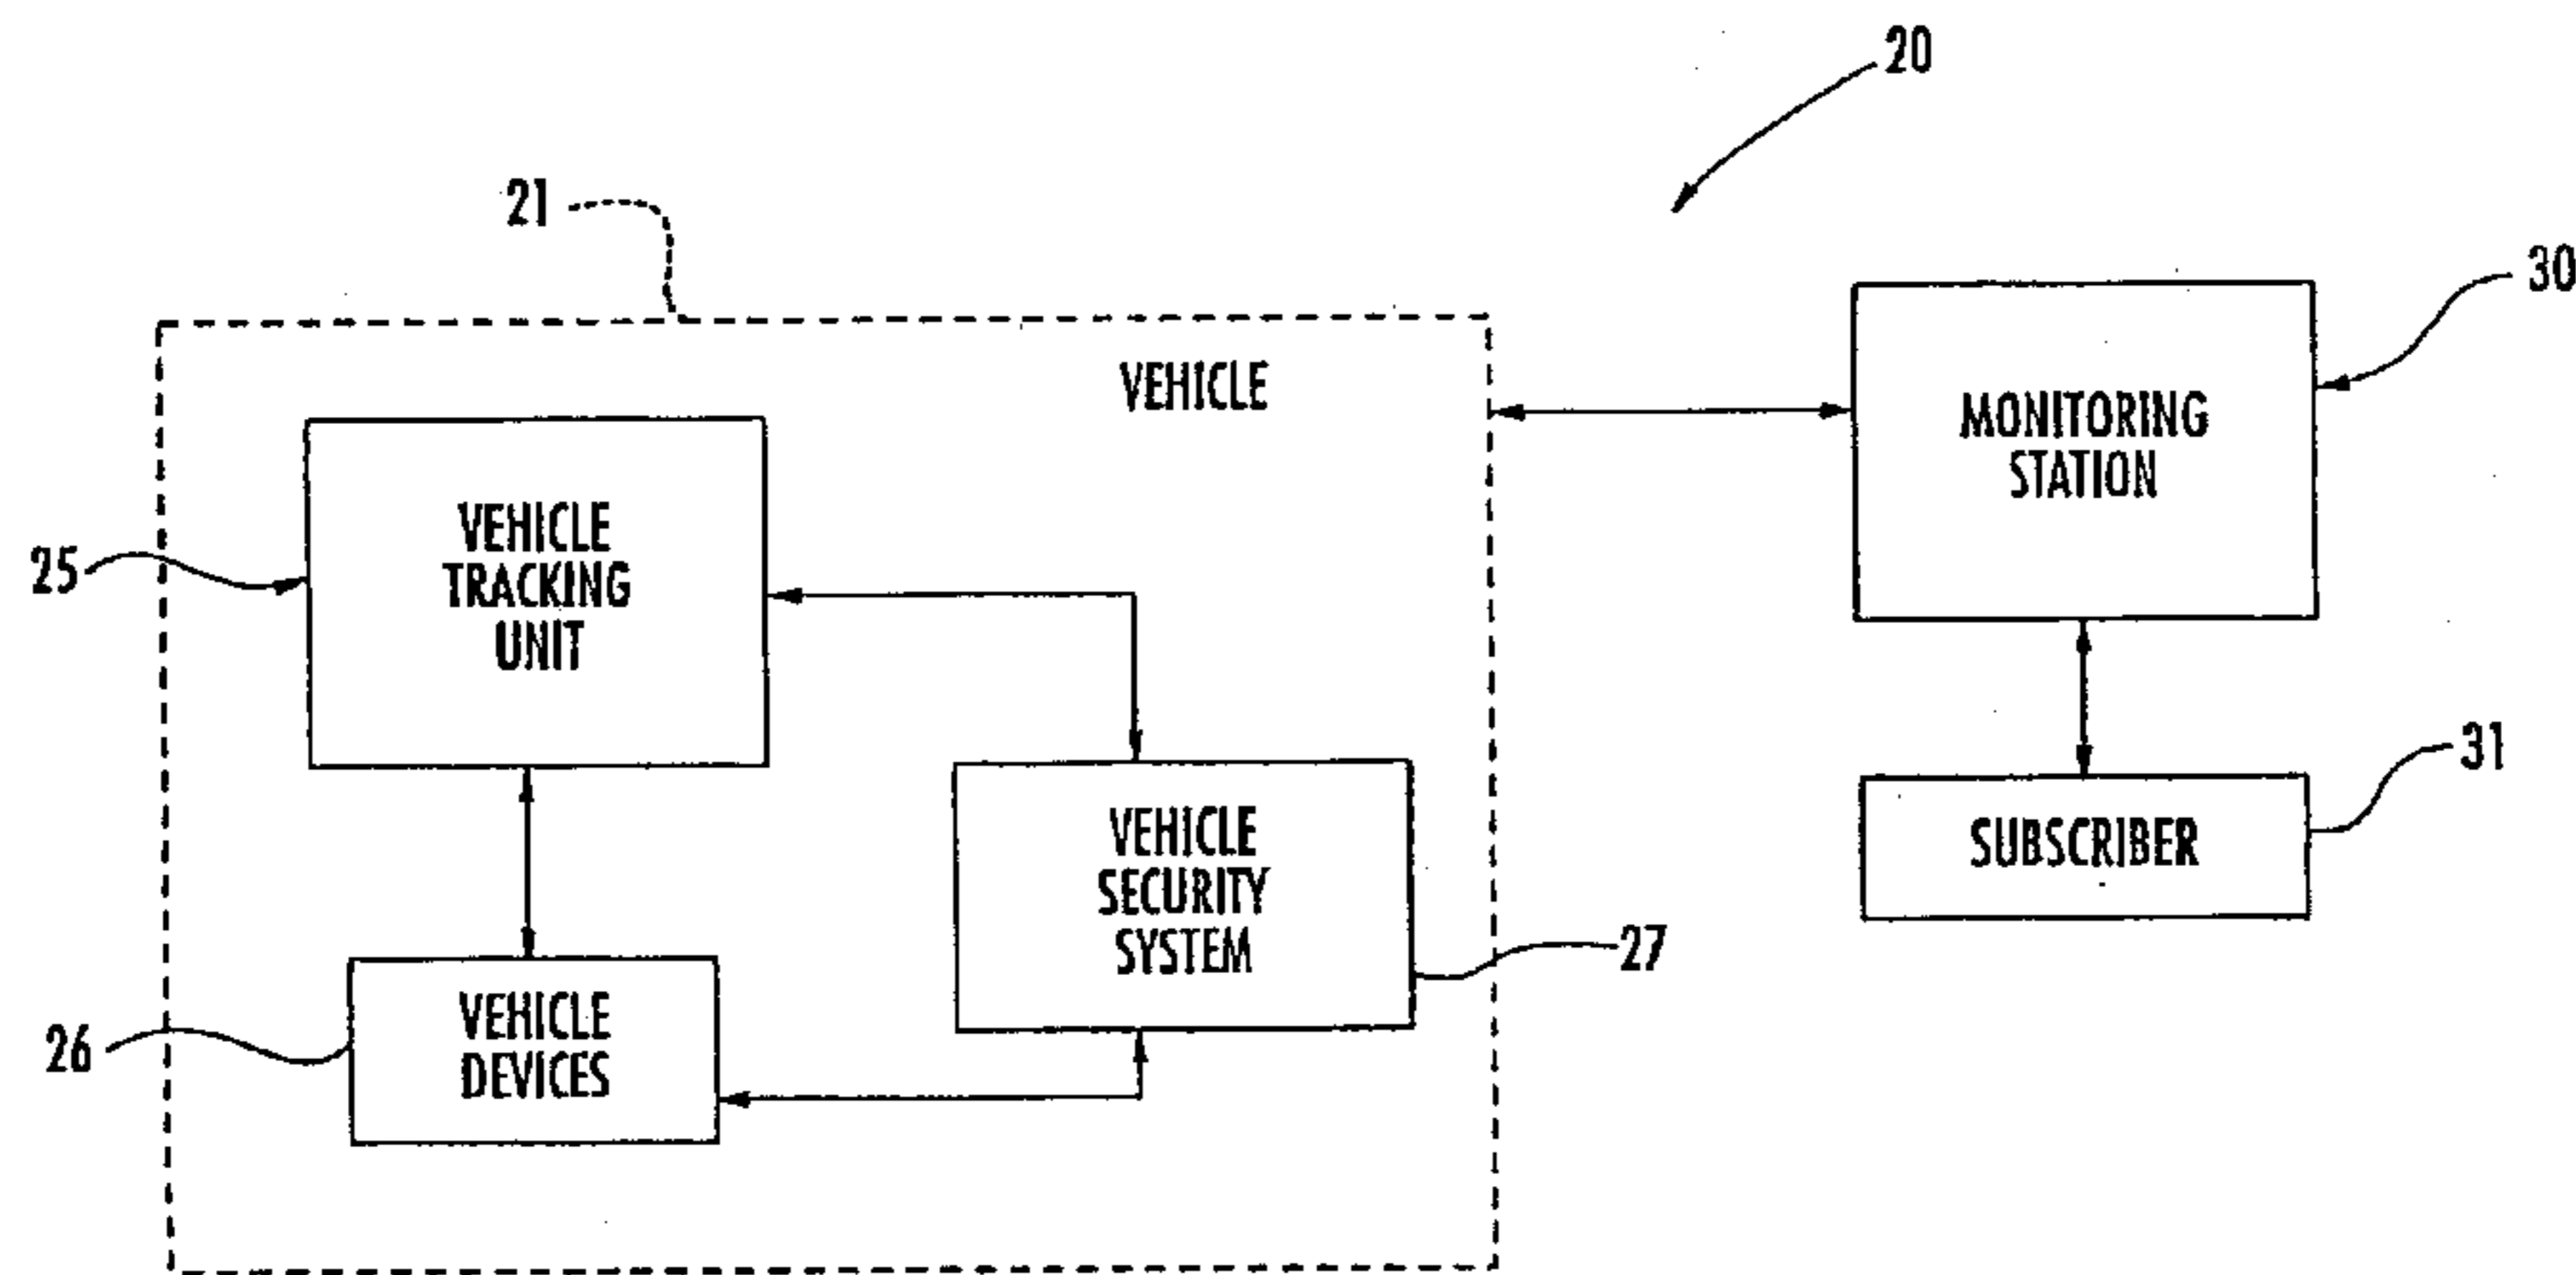 20
21
30
VEHICLE
MONITORING
STATION
VEHICLE
TRACKING
UNIT
25
31
SUBSCRIBER
VEHICLE
SECURITY
SYSTEM
27
VEHICLE
DEVICES
26